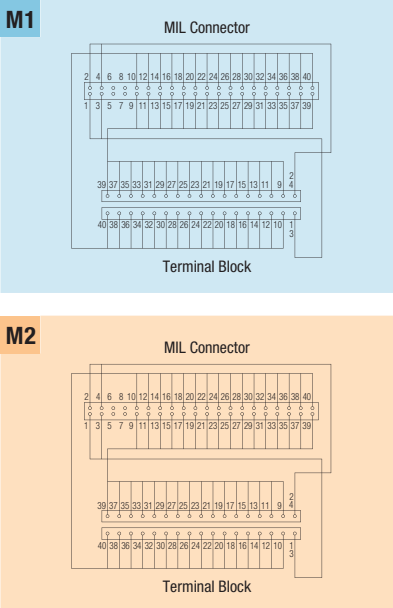 M1
MIL Connector
2 4 6 8 10 12 14 16 18 20 22 24 26 28 30 32 34 36 38 40
1 3 5 7 9 11 13 15 17 19 21 23 25 27 29 31 33 35 37 39
2
39 37 35 33 31 29 27 25 23 21 19 17 15 13 11 9 4
40 38 36 34 32 30 28 26 24 22 20 18 16 14 12 10 1
3
Terminal Block
M2
MIL Connector
2 4 6 8 10 12 14 16 18 20 22 24 26 28 30 32 34 36 38 40
1 3 5 7 9 11 13 15 17 19 21 23 25 27 29 31 33 35 37 39
2
39 37 35 33 31 29 27 25 23 21 19 17 15 13 11 9 4
40 38 36 34 32 30 28 26 24 22 20 18 16 14 12 10 1
3
Terminal Block